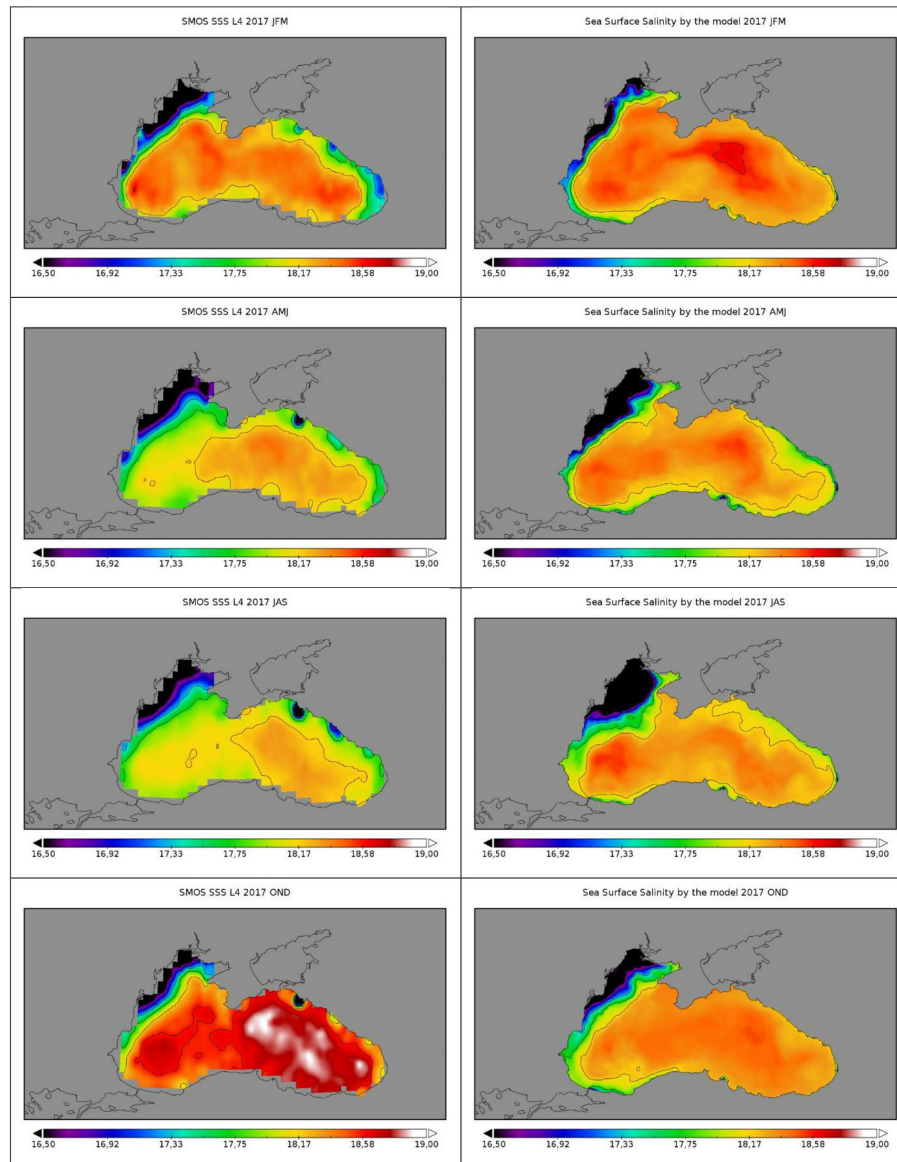 SMOS SSS L4 2017 JFM
Sea Surface Salinity by the model 2017 JFM
16,50 16,92 17,33 17,75 18,17 18,58 19,00
16,50 16,92 17,33 17,75 18,17 18,58 19,00
SMOS SSS L4 2017 AMJ
Sea Surface Salinity by the model 2017 AMJ
16,50 16,92 17,33 17,75 18,17 18,58 19,00
16,50 16,92 17,33 17,75 18,17 18,58 19,00
SMOS SSS L4 2017 JAS
Sea Surface Salinity by the model 2017 JAS
16,50 16,92 17,33 17,75 18,17 18,58 19,00
16,50 16,92 17,33 17,75 18,17 18,58 19,00
SMOS SSS L4 2017 OND
Sea Surface Salinity by the model 2017 OND
16,50 16,92 17,33 17,75 18,17 18,58 19,00
16,50 16,92 17,33 17,75 18,17 18,58 19,00